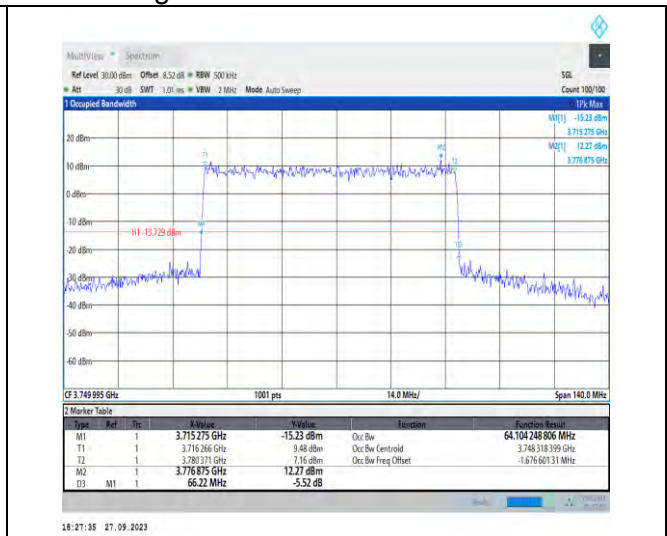 MultiView Spectrum
Ref Level 30.00 dBm Offset 8.52 dB RBW 500 kHz SGL
Att 30 dB SWT 1.01 ms VBW 2 MHz Mode Auto Sweep Count 100/100
1 Occupied Bandwidth 1Pk Max
M1[1] -15.23 dBm
3.715 275 GHz
20 dBm
M2[1] 12.27 dBm
3.776 875 GHz
M2
T1
T2
10 dBm
0 dBm
-10 dBm
M1
H1 -13.729 dBm
-20 dBm
D3
-30 dBm
-40 dBm
-50 dBm
-60 dBm
CF 3.749 995 GHz 1001 pts 14.0 MHz/ Span 140.0 MHz
2 Marker Table
Type Ref Trc X-Value Y-Value Function Function Result
M1 1 3.715 275 GHz -15.23 dBm Occ Bw 64.104 248 806 MHz
T1 1 3.716 266 GHz 9.48 dBm Occ Bw Centroid 3.748 318 399 GHz
T2 1 3.780 371 GHz 7.16 dBm Occ Bw Freq Offset -1.676 601 31 MHz
M2 1 3.776 875 GHz 12.27 dBm
D3 M1 1 66.22 MHz -5.52 dB
18:27:35 27.09.2023